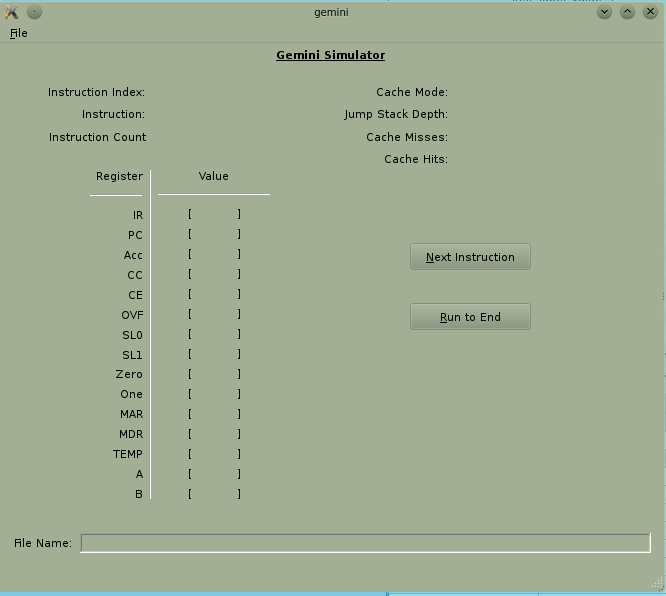 gemini
File
Gemini Simulator
Instruction Index:
Cache Mode:
Instruction:
Jump Stack Depth:
Instruction Count
Cache Misses:
Cache Hits:
Register Value
IR [ ]
PC [ ]
Acc [ ]
CC [ ]
CE [ ]
OVF [ ]
SL0 [ ]
SL1 [ ]
Zero [ ]
One [ ]
MAR [ ]
MDR [ ]
TEMP [ ]
A [ ]
B [ ]
Next Instruction
Run to End
File Name: